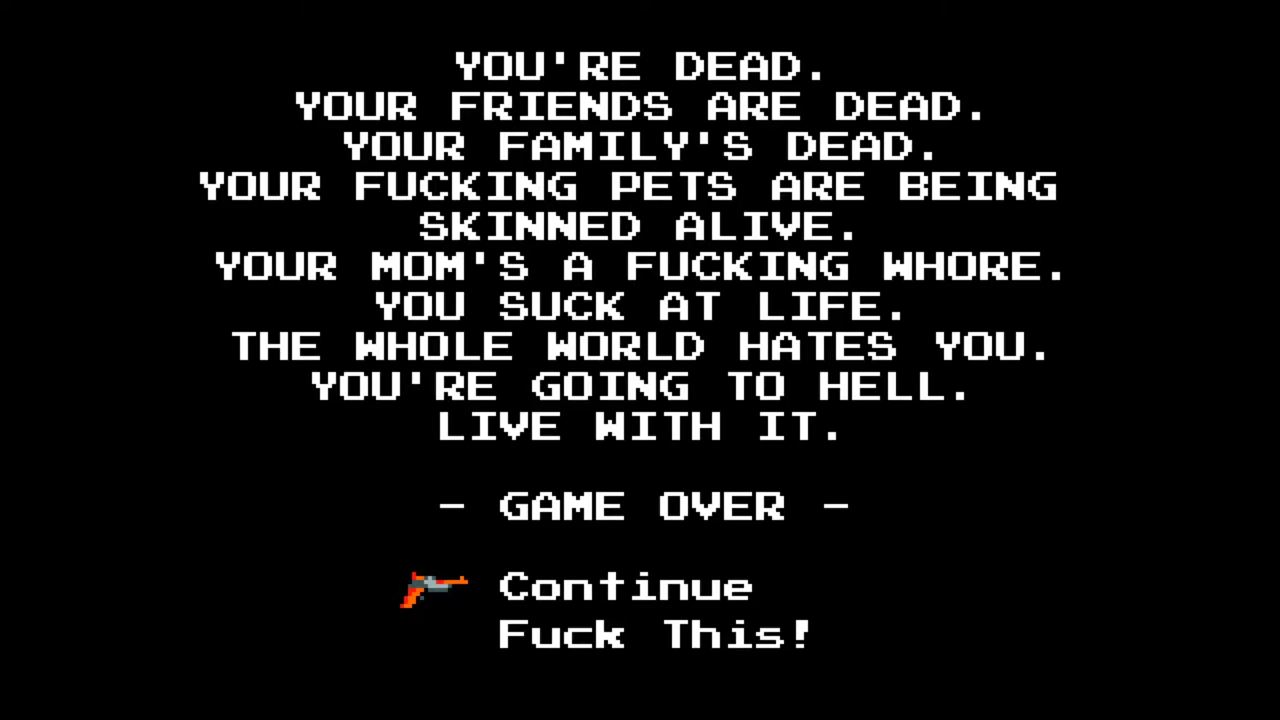 YOU'RE DEAD.
YOUR FRIENDS ARE DEAD.
YOUR FAMILY'S DEAD.
YOUR FUCKING PETS ARE BEING
SKINNED ALIVE.
YOUR MOM'S A FUCKING WHORE.
YOU SUCK AT LIFE.
THE WHOLE WORLD HATES YOU.
YOU'RE GOING TO HELL.
LIVE WITH IT.
- GAME OVER -
Continue
Fuck This!